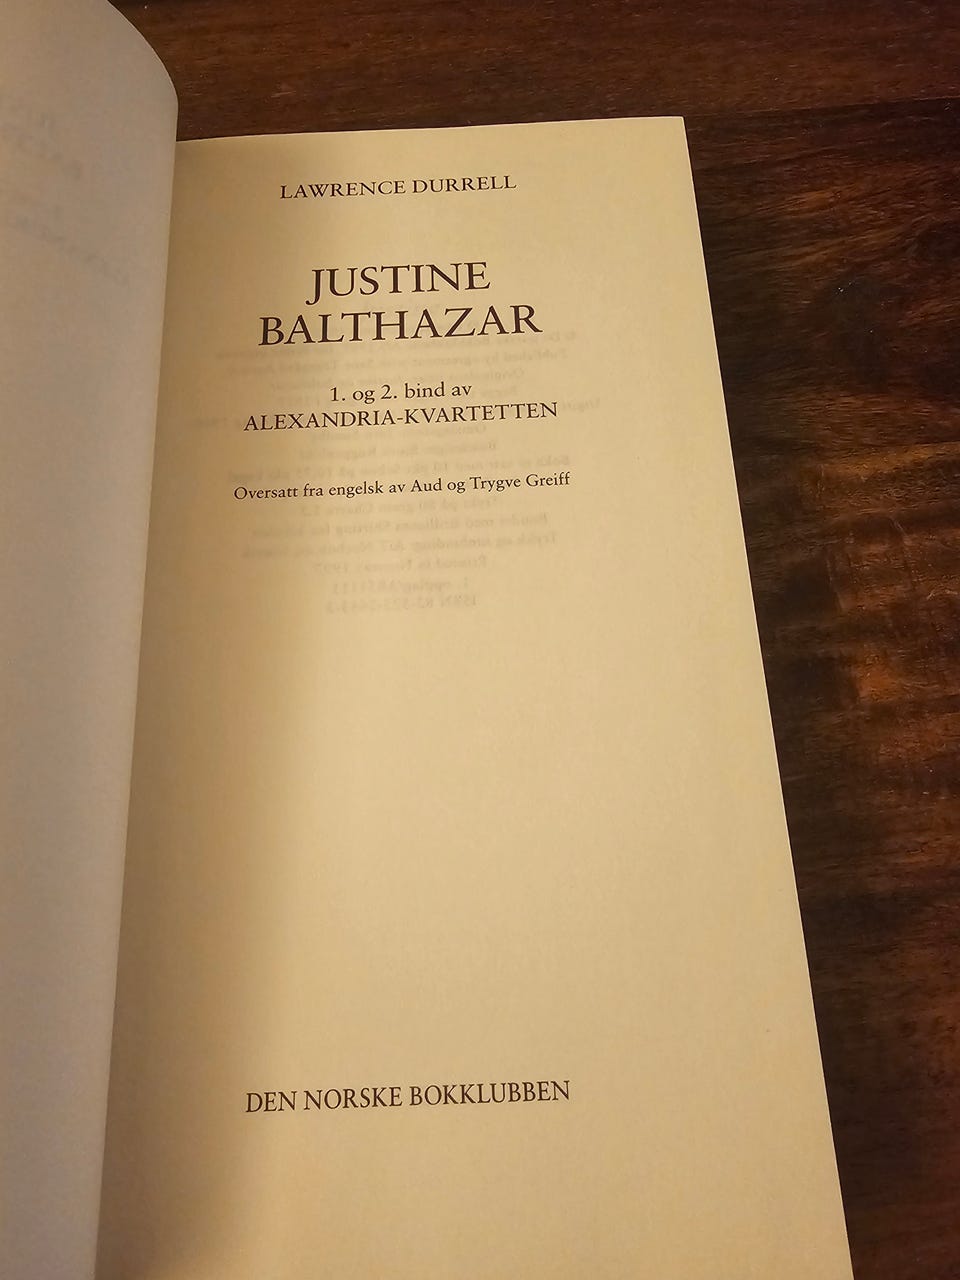 LAWRENCE DURRELL
JUSTINE
BALTHAZAR
1. og 2. bind av
ALEXANDRIA-KVARTETTEN
Oversatt fra engelsk av Aud og Trygve Greiff
DEN NORSKE BOKKLUBBEN